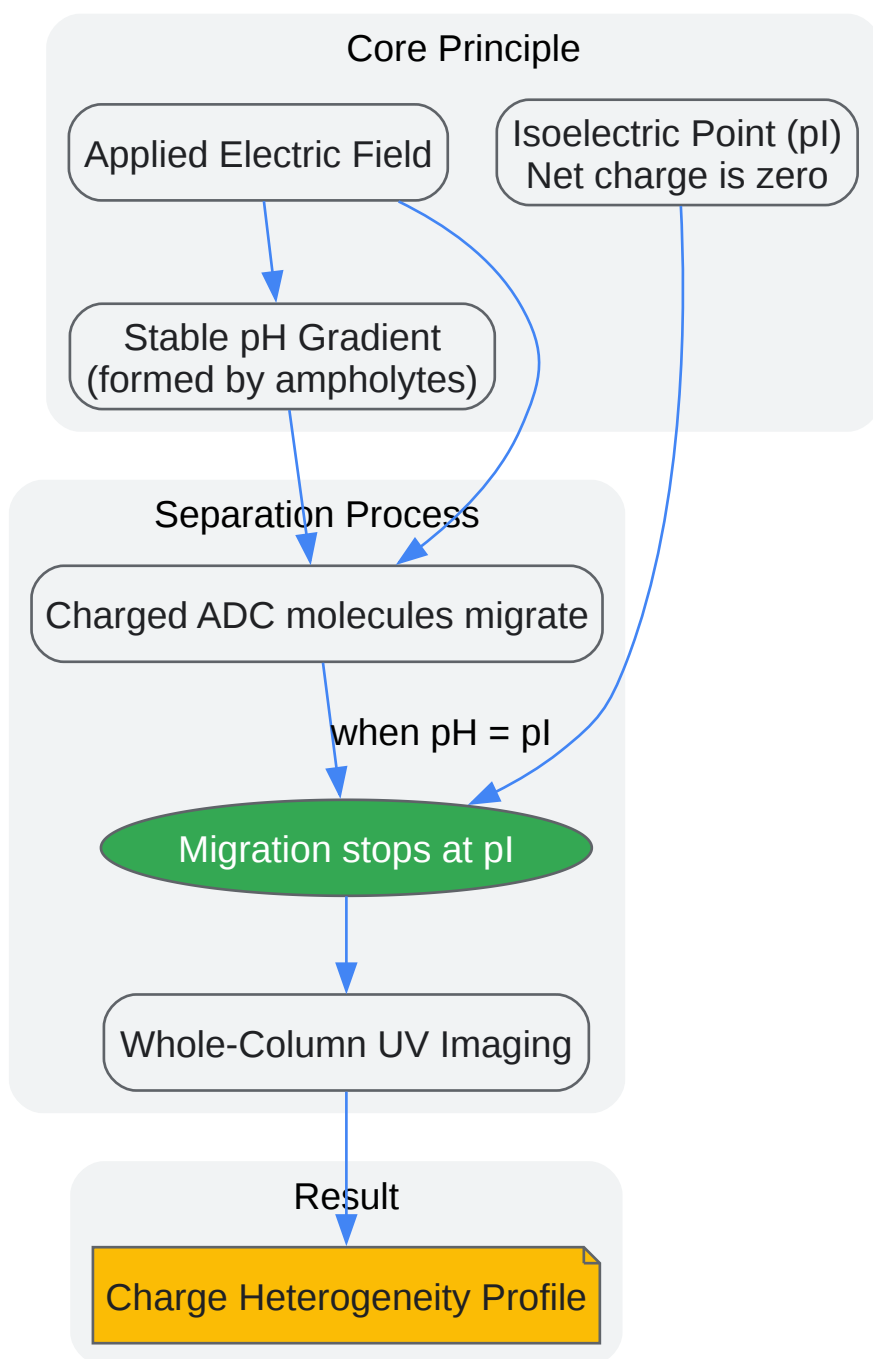 Core Principle
Applied Electric Field
Isoelectric Point (pI)
Net charge is zero
Stable pH Gradient
(formed by ampholytes)
Separation Process
Charged ADC molecules migrate
when pH = pI
Migration stops at pI
Whole-Column UV Imaging
Result
Charge Heterogeneity Profile